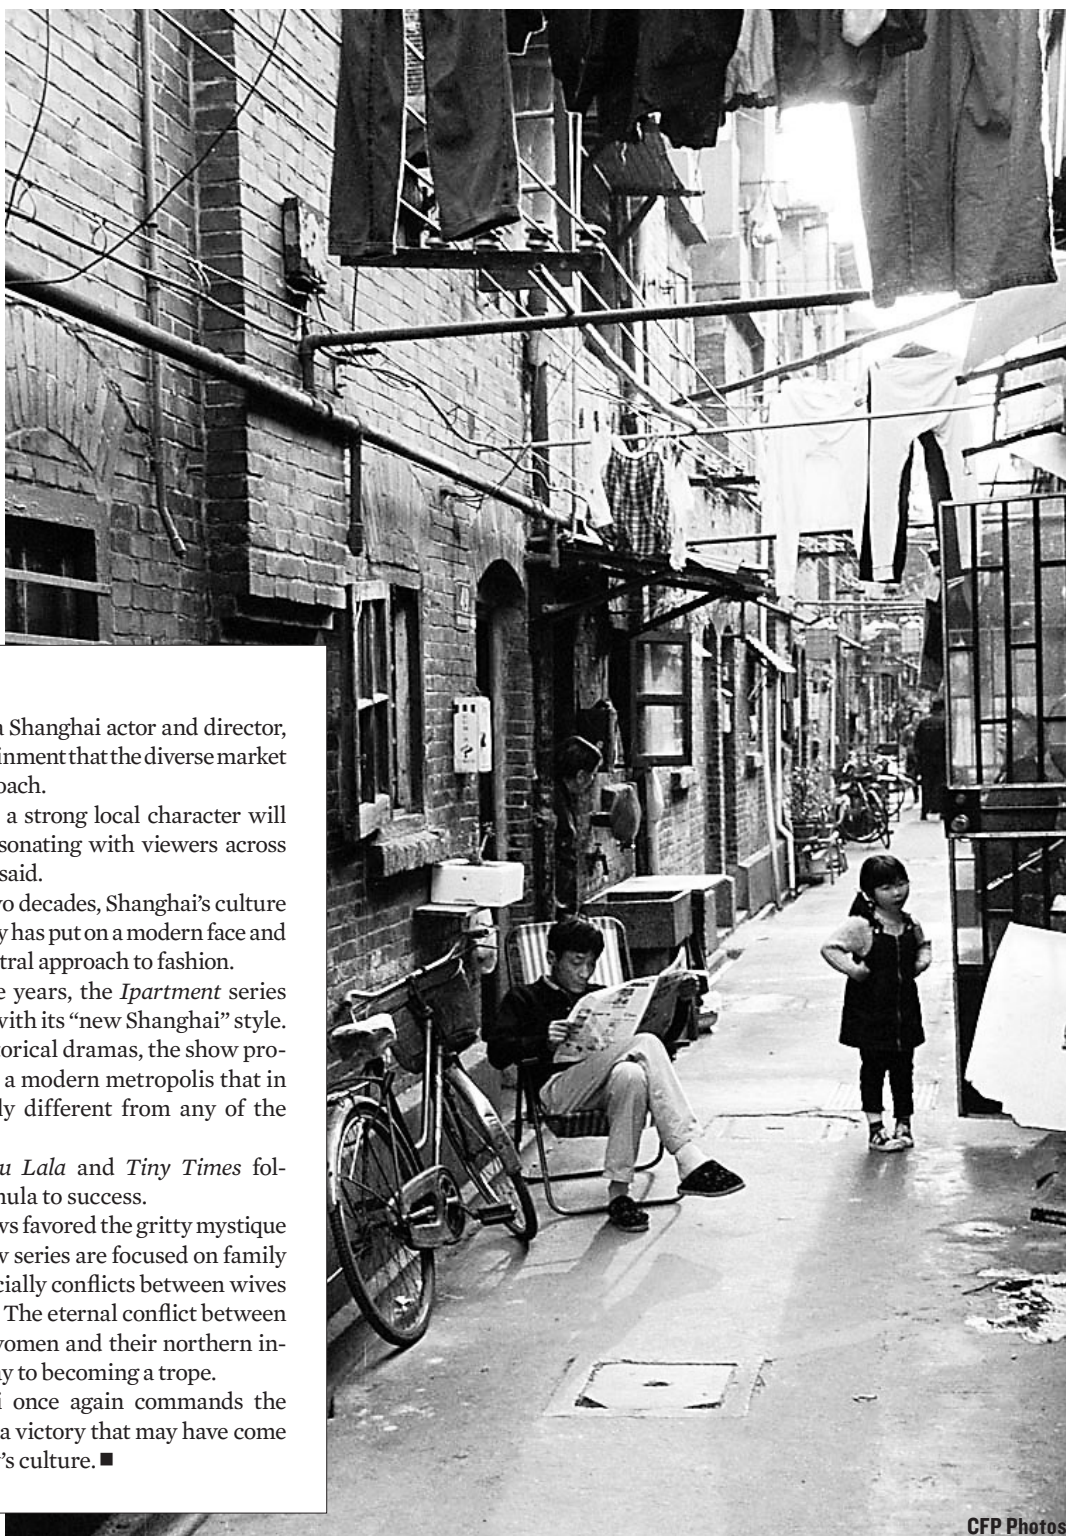 a Shanghai actor and director,
inment that the diverse market
oach.
a strong local character will
sonating with viewers across
said.
vo decades, Shanghai's culture
y has put on a modern face and
tral approach to fashion.
e years, the Ipartment series
with its “new Shanghai” style.
torical dramas, the show pro-
a modern metropolis that in
ly different from any of the
u Lala and Tiny Times fol-
mula to success.
ws favored the gritty mystique
w series are focused on family
cially conflicts between wives
The eternal conflict between
women and their northern in-
ay to becoming a trope.
i once again commands the
a victory that may have come
y's culture. ■
CFP Photos